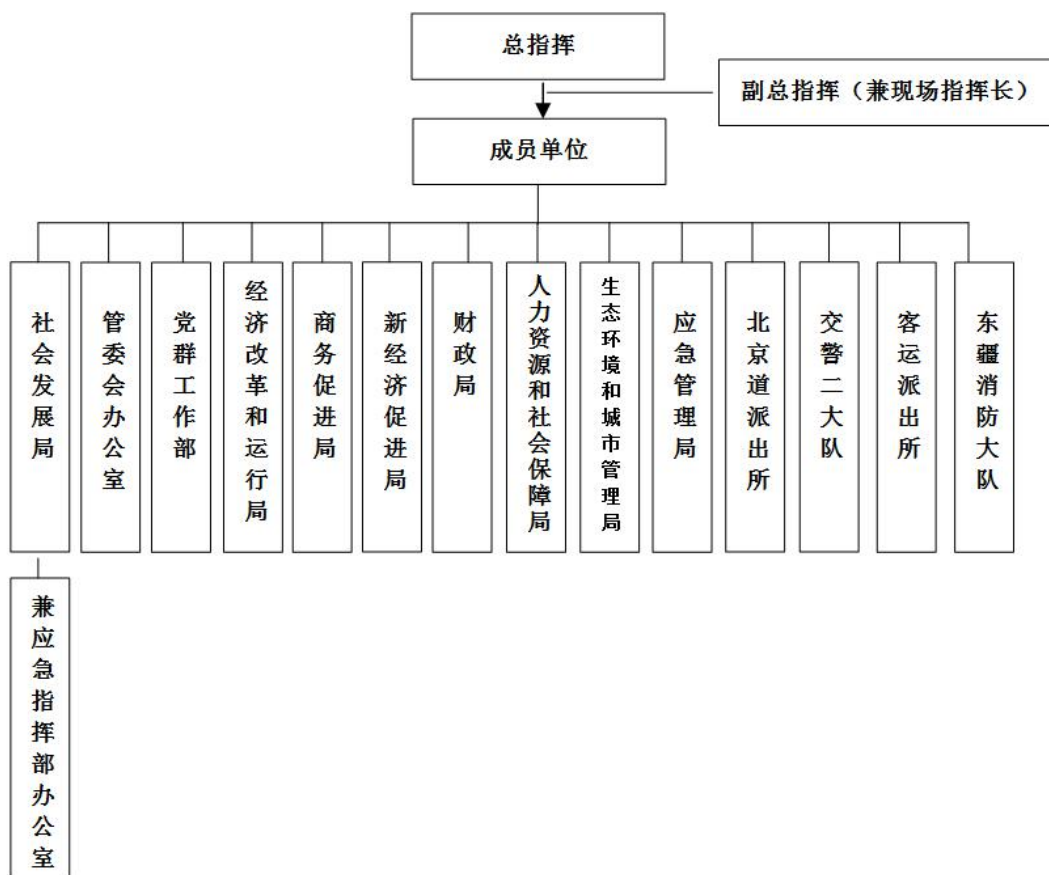 总指挥
副总指挥（兼现场指挥长）
成员单位
社会发展局
管委会办公室
党群工作部
经济改革和运行局
商务促进局
新经济促进局
财政局
人力资源和社会保障局
生态环境和城市管理局
应急管理局
北京道派出所
交警二大队
客运派出所
东疆消防大队
兼应急指挥部办公室